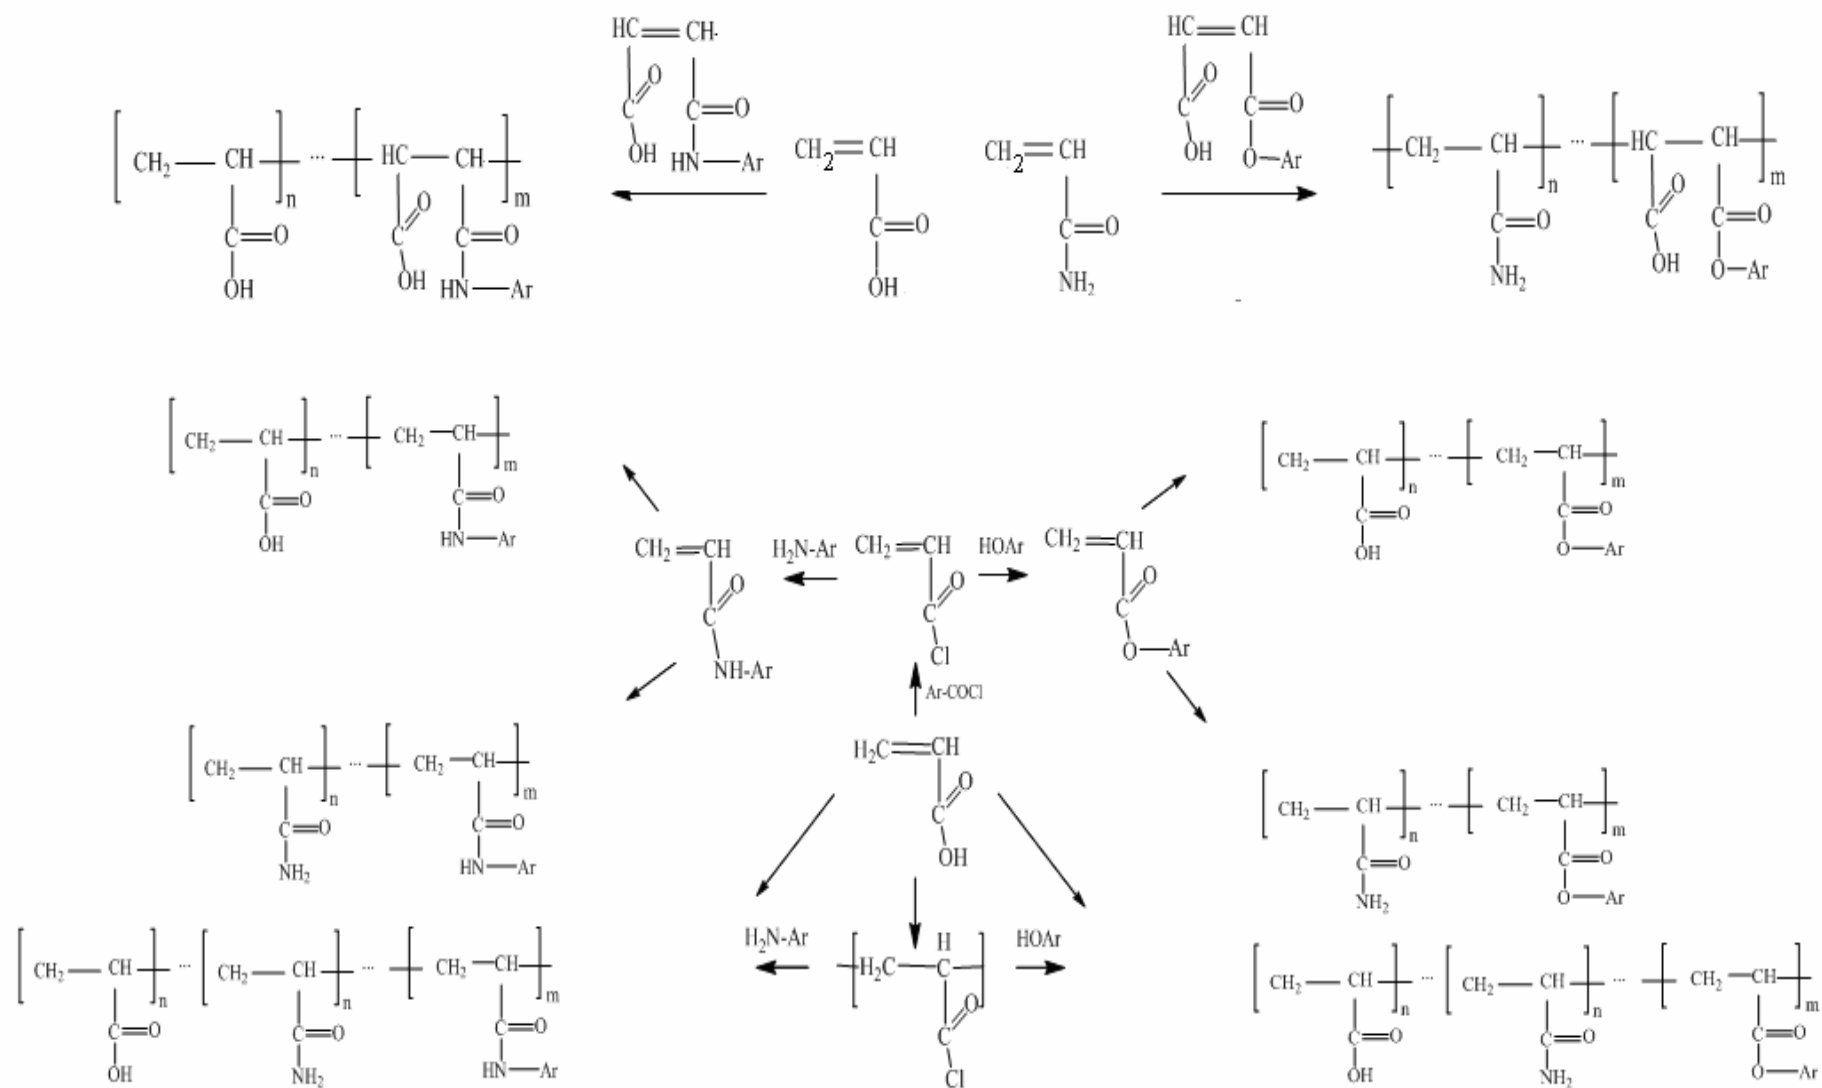 HC CH HC CH
O O
C C O C C O
OH HN Ar OH O Ar
CH2 CH n ... HC CH m CH2 CH CH2 CH CH2 CH n ... HC CH m
C O O C C O C O C O C O O C C O
OH OH HN Ar OH NH2 NH2 OH O Ar
CH2 CH n ... CH2 CH m
C O C O
OH HN Ar
CH2 CH n ... CH2 CH m
C O C O
OH O Ar
CH2 CH H2N-Ar CH2 CH HOAr CH2 CH
O O O
C C C
NH-Ar Cl O Ar
Ar-COCl
H2C CH
O
C
OH
CH2 CH n ... CH2 CH m
C O C O
NH2 HN Ar
CH2 CH n ... CH2 CH m
C O C O
NH2 O Ar
H2N-Ar H HOAr
H2C C
O
C
Cl
CH2 CH n ... CH2 CH n ... CH2 CH m
C O C O C O
OH NH2 HN Ar
CH2 CH n ... CH2 CH n ... CH2 CH m
C O C O C O
OH NH2 O Ar